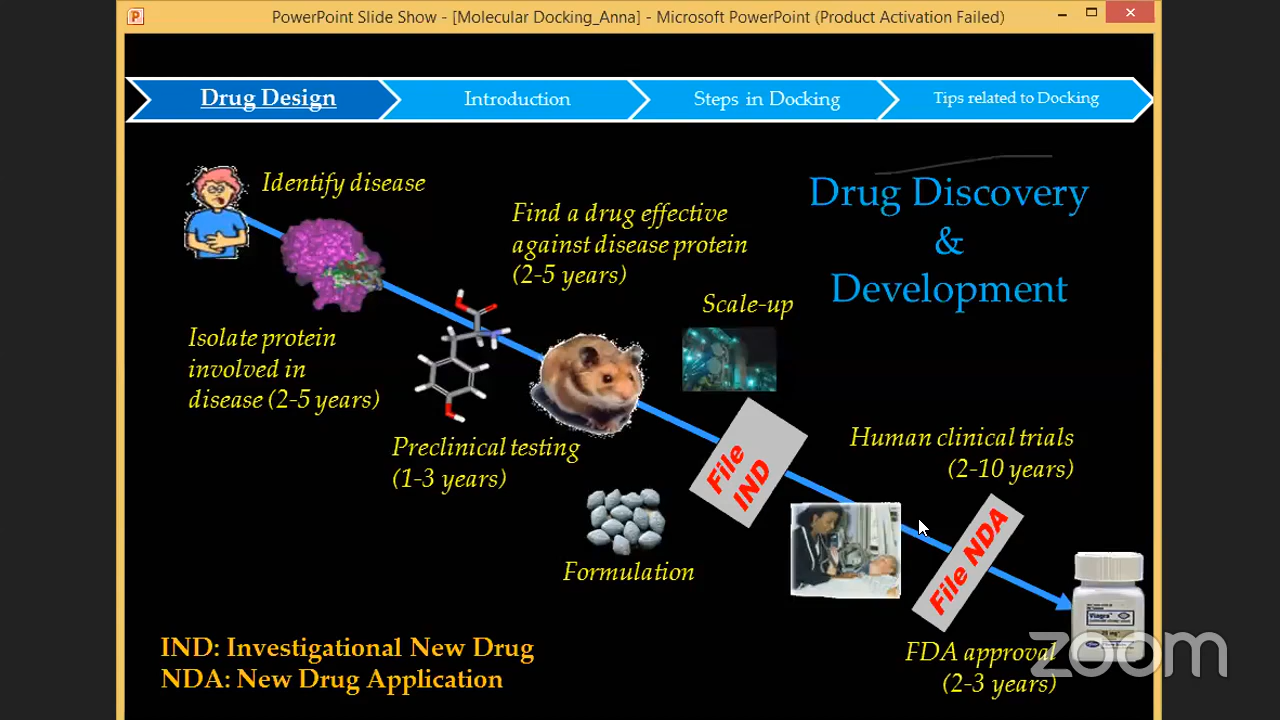 PowerPoint Slide Show - [Molecular Docking_Anna] - Microsoft PowerPoint (Product Activation Failed)
Drug Design
Introduction
Steps in Docking
Tips related to Docking
Identify disease
Drug Discovery
&
Development
Find a drug effective
against disease protein
(2-5 years)
Scale-up
Isolate protein
involved in
disease (2-5 years)
Preclinical testing
(1-3 years)
File
IND
Human clinical trials
(2-10 years)
File NDA
Formulation
Viagra
IND: Investigational New Drug
NDA: New Drug Application
FDA approval
(2-3 years)
zoom